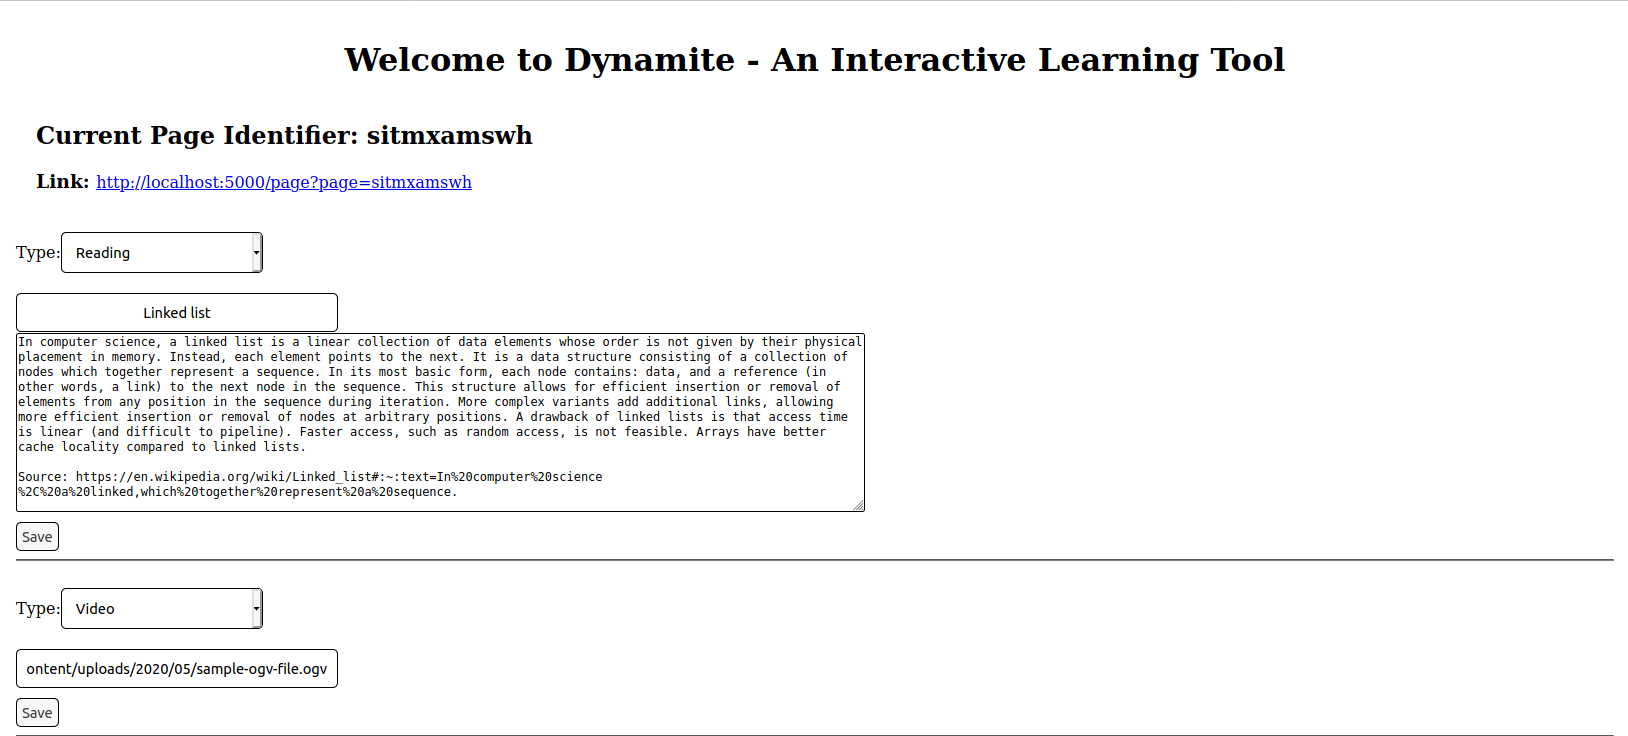 Welcome to Dynamite - An Interactive Learning Tool
Current Page Identifier: sitmxamswh
Link: http://localhost:5000/page?page=sitmxamswh
Type: Reading
Linked list
In computer science, a linked list is a linear collection of data elements whose order is not given by their physical
placement in memory. Instead, each element points to the next. It is a data structure consisting of a collection of
nodes which together represent a sequence. In its most basic form, each node contains: data, and a reference (in
other words, a link) to the next node in the sequence. This structure allows for efficient insertion or removal of
elements from any position in the sequence during iteration. More complex variants add additional links, allowing
more efficient insertion or removal of nodes at arbitrary positions. A drawback of linked lists is that access time
is linear (and difficult to pipeline). Faster access, such as random access, is not feasible. Arrays have better
cache locality compared to linked lists.
Source: https://en.wikipedia.org/wiki/Linked_list#:~:text=In%20computer%20science
%2C%20a%20linked,which%20together%20represent%20a%20sequence.
Save
Type: Video
ontent/uploads/2020/05/sample-ogv-file.ogv
Save